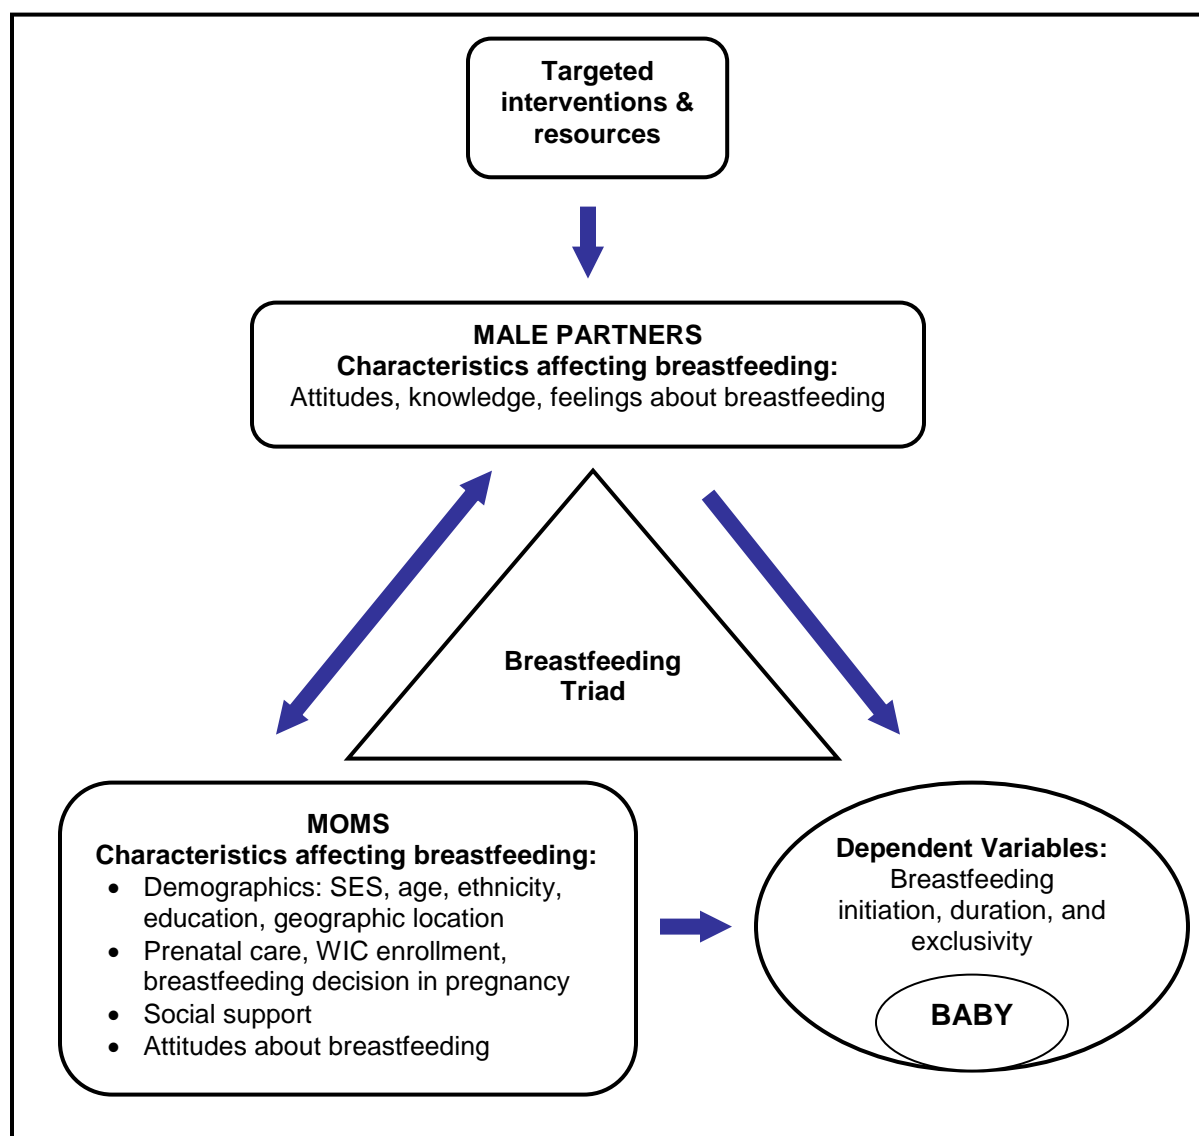 Targeted
interventions &
resources
MALE PARTNERS
Characteristics affecting breastfeeding:
Attitudes, knowledge, feelings about breastfeeding
Breastfeeding
Triad
MOMS
Characteristics affecting breastfeeding:
• Demographics: SES, age, ethnicity,
education, geographic location
• Prenatal care, WIC enrollment,
breastfeeding decision in pregnancy
• Social support
• Attitudes about breastfeeding
Dependent Variables:
Breastfeeding
initiation, duration, and
exclusivity
BABY